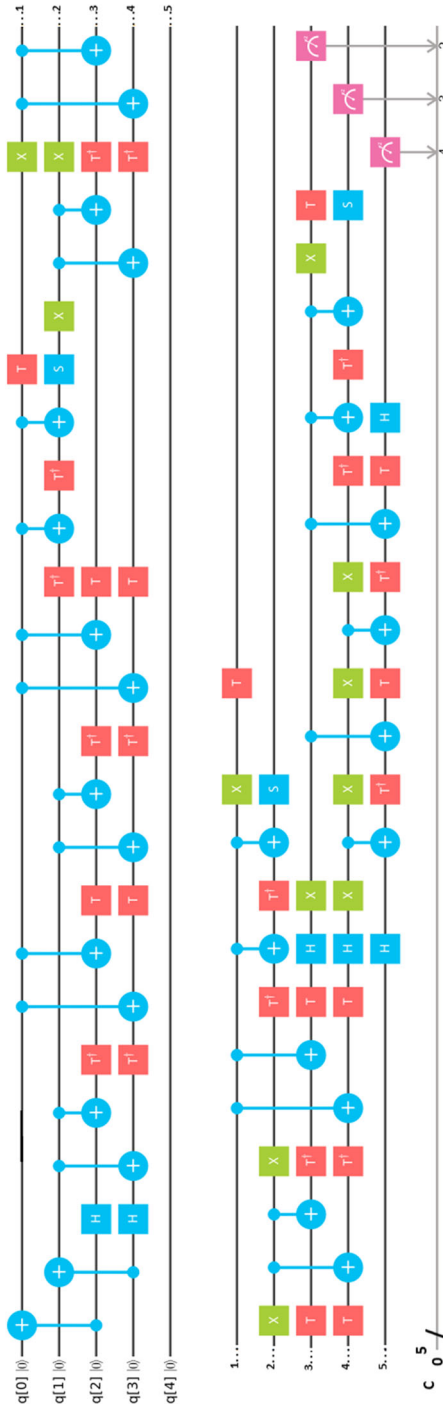 q[0] |0⟩ T X ...1
q[1] |0⟩ T† T† S X X ...2
q[2] |0⟩ H T† T T† T T† ...3
q[3] |0⟩ H T† T T† T T† ...4
q[4] |0⟩ ...5
1... X T
2... X X T† T† S
3... T T† T H X X T
4... T T† T H X X X X T† T† S
5... H T† T T† T H
5
C 0 4 3 2